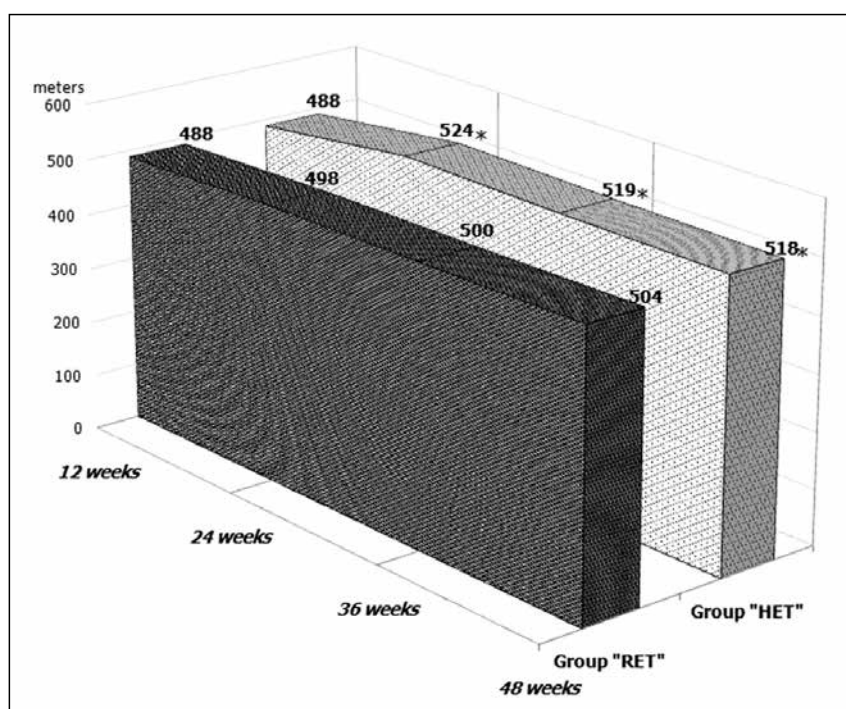 meters
600
500
400
300
200
100
0
488
498
500
504
488
524*
519*
518*
12 weeks
24 weeks
36 weeks
48 weeks
Group "RET"
Group "HET"